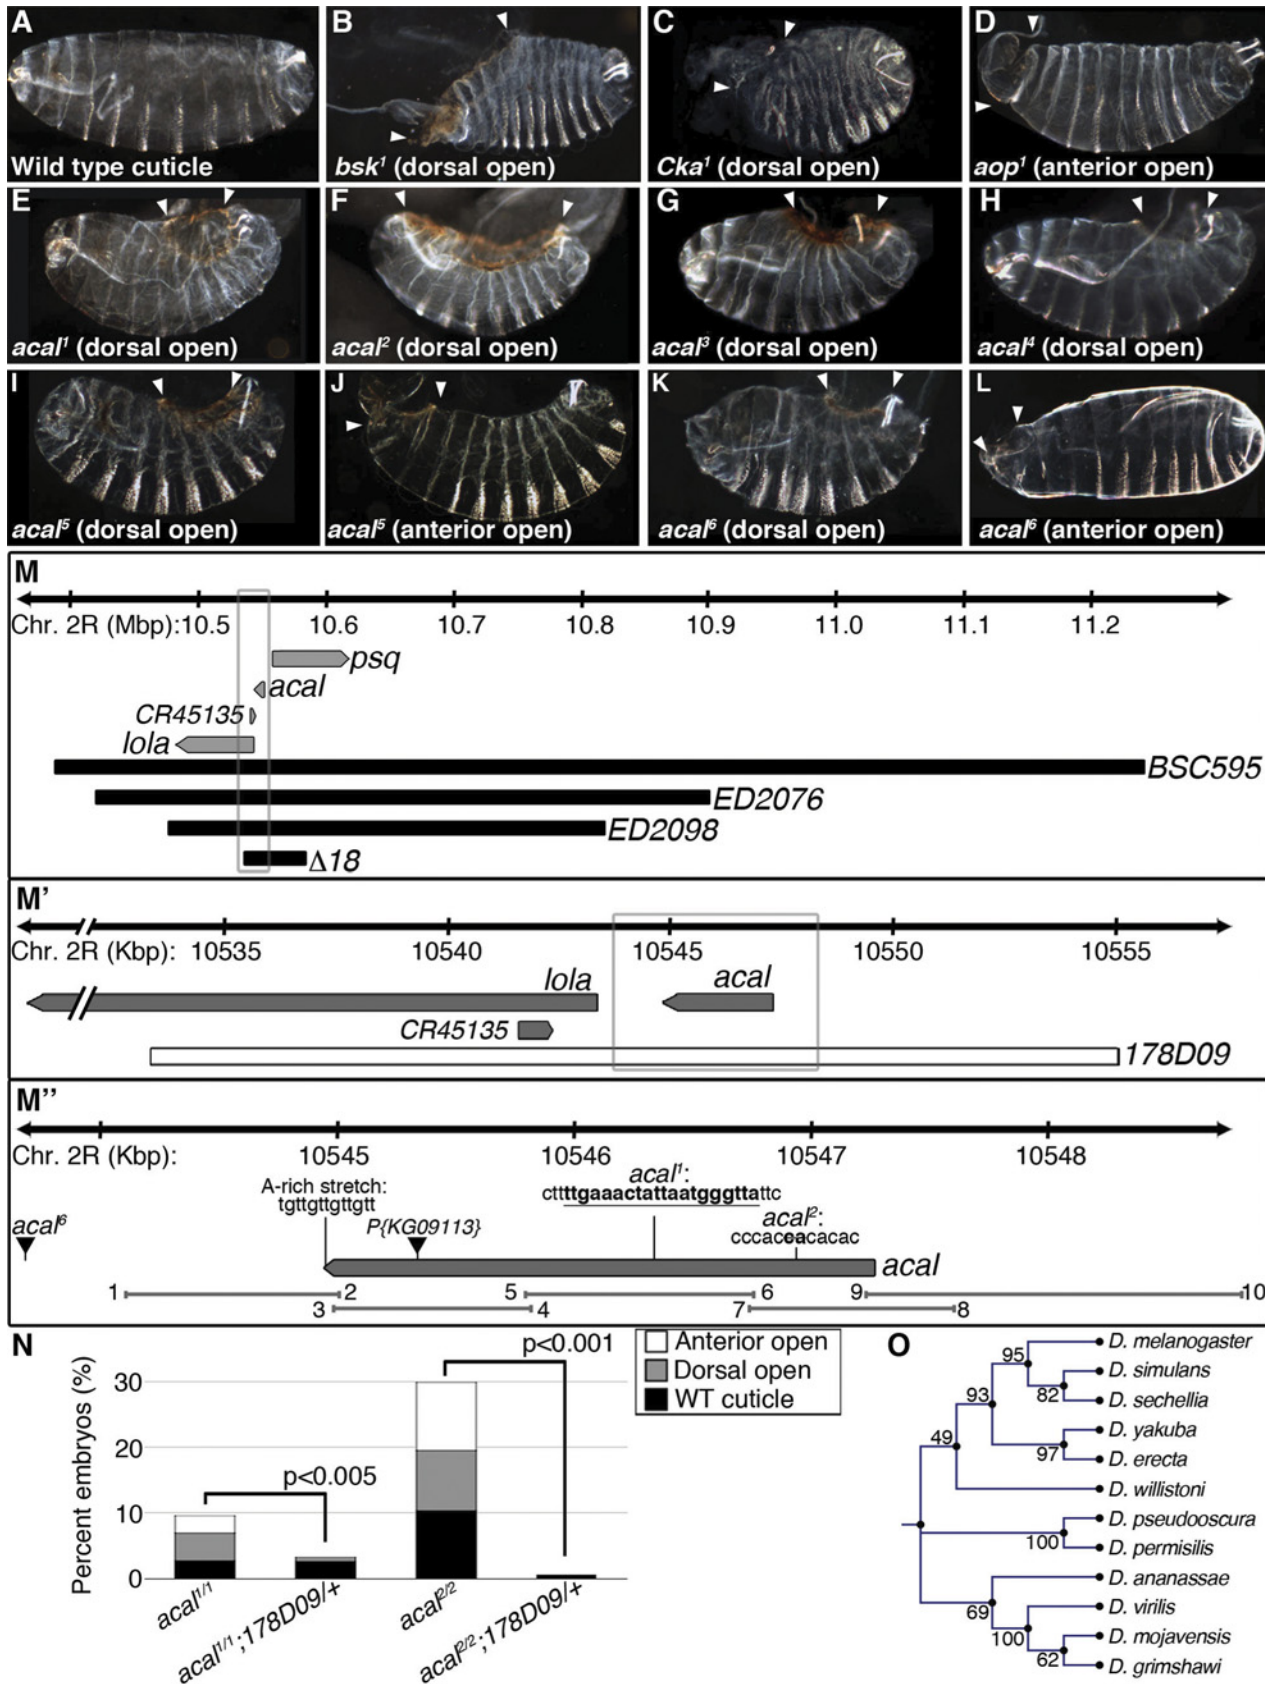 A
Wild type cuticle
B
bsk¹ (dorsal open)
C
Cka¹ (dorsal open)
D
aop¹ (anterior open)
E
acal¹ (dorsal open)
F
acal² (dorsal open)
G
acal³ (dorsal open)
H
acal⁴ (dorsal open)
I
acal⁵ (dorsal open)
J
acal⁵ (anterior open)
K
acal⁶ (dorsal open)
L
acal⁶ (anterior open)
M
Chr. 2R (Mbp): 10.5 10.6 10.7 10.8 10.9 11.0 11.1 11.2
psq
acal
CR45135
lola
BSC595
ED2076
ED2098
Δ18
M'
Chr. 2R (Kbp): 10535 10540 10545 10550 10555
lola acal
CR45135
178D09
M''
Chr. 2R (Kbp): 10545 10546 10547 10548
A-rich stretch:
tgttgttgttgtt
acal¹:
cttttgaaactattaatgggttattc
acal⁶
P{KG09113}
acal²:
cccaccacacac
acal
1 2 5 6 9 10
3 4 7 8
N
Percent embryos (%)
30
20
10
0
p<0.005
p<0.001
Anterior open
Dorsal open
WT cuticle
acal¹/¹
acal¹/¹;178D09/+
acal²/²
acal²/²;178D09/+
O
95
93
82
49
97
100
69
100
62
D. melanogaster
D. simulans
D. sechellia
D. yakuba
D. erecta
D. willistoni
D. pseudooscura
D. permisilis
D. ananassae
D. virilis
D. mojavensis
D. grimshawi